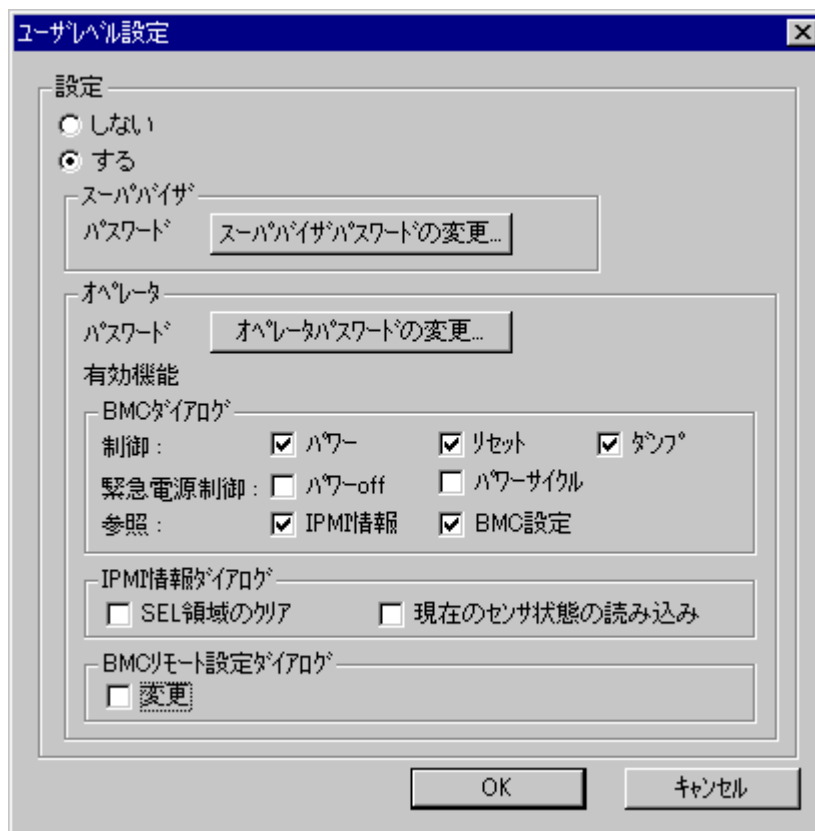 ﾕｰｻﾞﾚﾍﾞﾙ設定
設定
しない
する
ｽｰﾊﾟﾊﾞｲｻﾞ
ﾊﾟｽﾜｰﾄﾞ ｽｰﾊﾟﾊﾞｲｻﾞﾊﾟｽﾜｰﾄﾞの変更...
ｵﾍﾟﾚｰﾀ
ﾊﾟｽﾜｰﾄﾞ ｵﾍﾟﾚｰﾀﾊﾟｽﾜｰﾄﾞの変更...
有効機能
BMCﾀﾞｲｱﾛｸﾞ
制御： ﾊﾟﾜｰ ﾘｾｯﾄ ﾀﾞﾝﾌﾟ
緊急電源制御： ﾊﾟﾜｰoff ﾊﾟﾜｰｻｲｸﾙ
参照： IPMI情報 BMC設定
IPMI情報ﾀﾞｲｱﾛｸﾞ
SEL領域のｸﾘｱ 現在のｾﾝｻ状態の読み込み
BMCﾘﾓｰﾄ設定ﾀﾞｲｱﾛｸﾞ
変更
OK ｷｬﾝｾﾙ